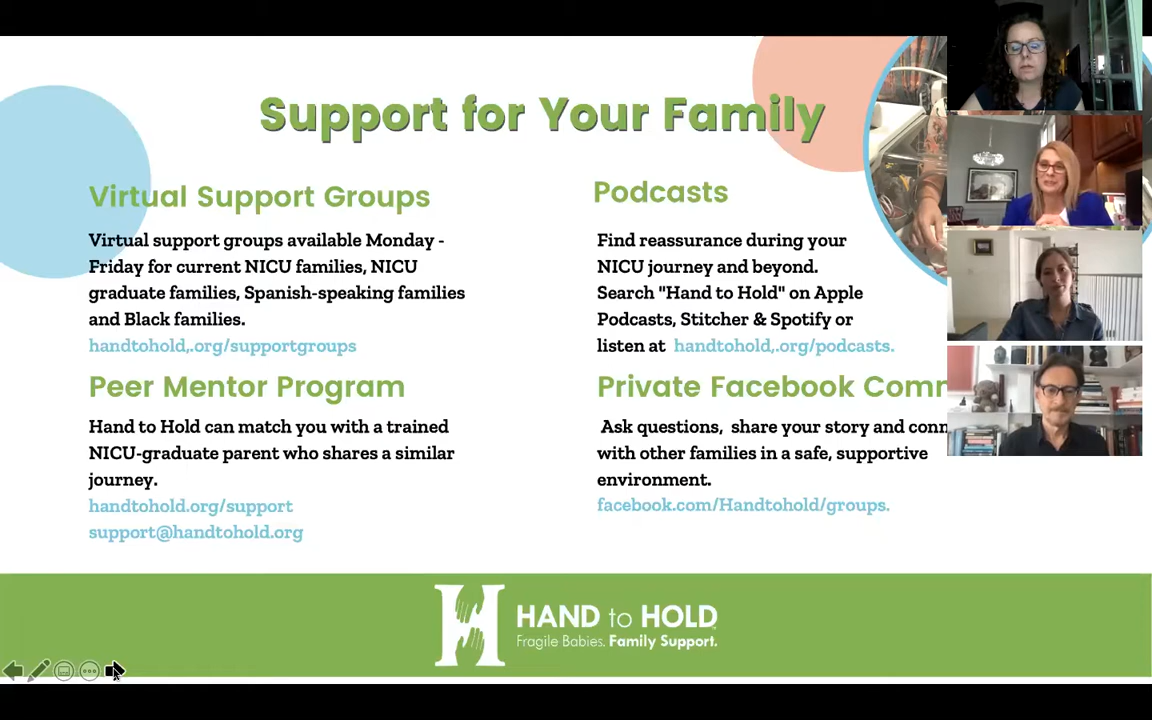 Support for Your Family
Virtual Support Groups
Virtual support groups available Monday -
Friday for current NICU families, NICU
graduate families, Spanish-speaking families
and Black families.
handtohold,.org/supportgroups
Peer Mentor Program
Hand to Hold can match you with a trained
NICU-graduate parent who shares a similar
journey.
handtohold.org/support
support@handtohold.org
Podcasts
Find reassurance during your
NICU journey and beyond.
Search "Hand to Hold" on Apple
Podcasts, Stitcher & Spotify or
listen at handtohold,.org/podcasts.
Private Facebook
Ask questions, share your story and
with other families in a safe, supportive
environment.
facebook.com/Handtohold/groups.
HAND to HOLD
Fragile Babies. Family Support.